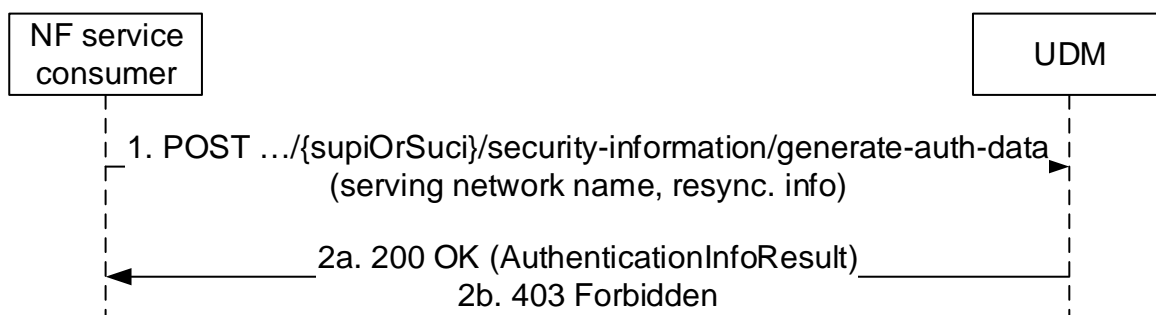 NF service
consumer
UDM
1. POST …/{supiOrSuci}/security-information/generate-auth-data
(serving network name, resync. info)
2a. 200 OK (AuthenticationInfoResult)
2b. 403 Forbidden